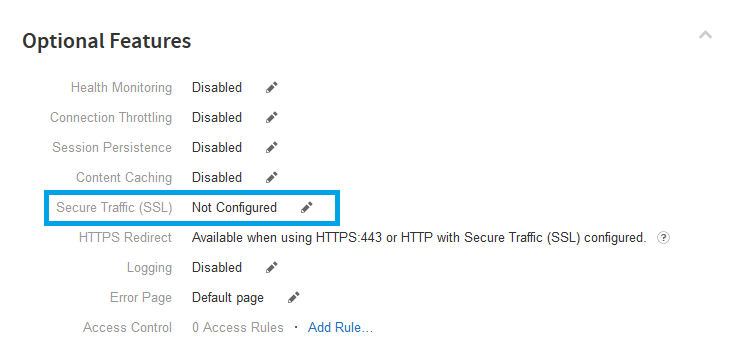 Optional Features
Health Monitoring Disabled
Connection Throttling Disabled
Session Persistence Disabled
Content Caching Disabled
Secure Traffic (SSL) Not Configured
HTTPS Redirect Available when using HTTPS:443 or HTTP with Secure Traffic (SSL) configured. ?
Logging Disabled
Error Page Default page
Access Control 0 Access Rules · Add Rule...